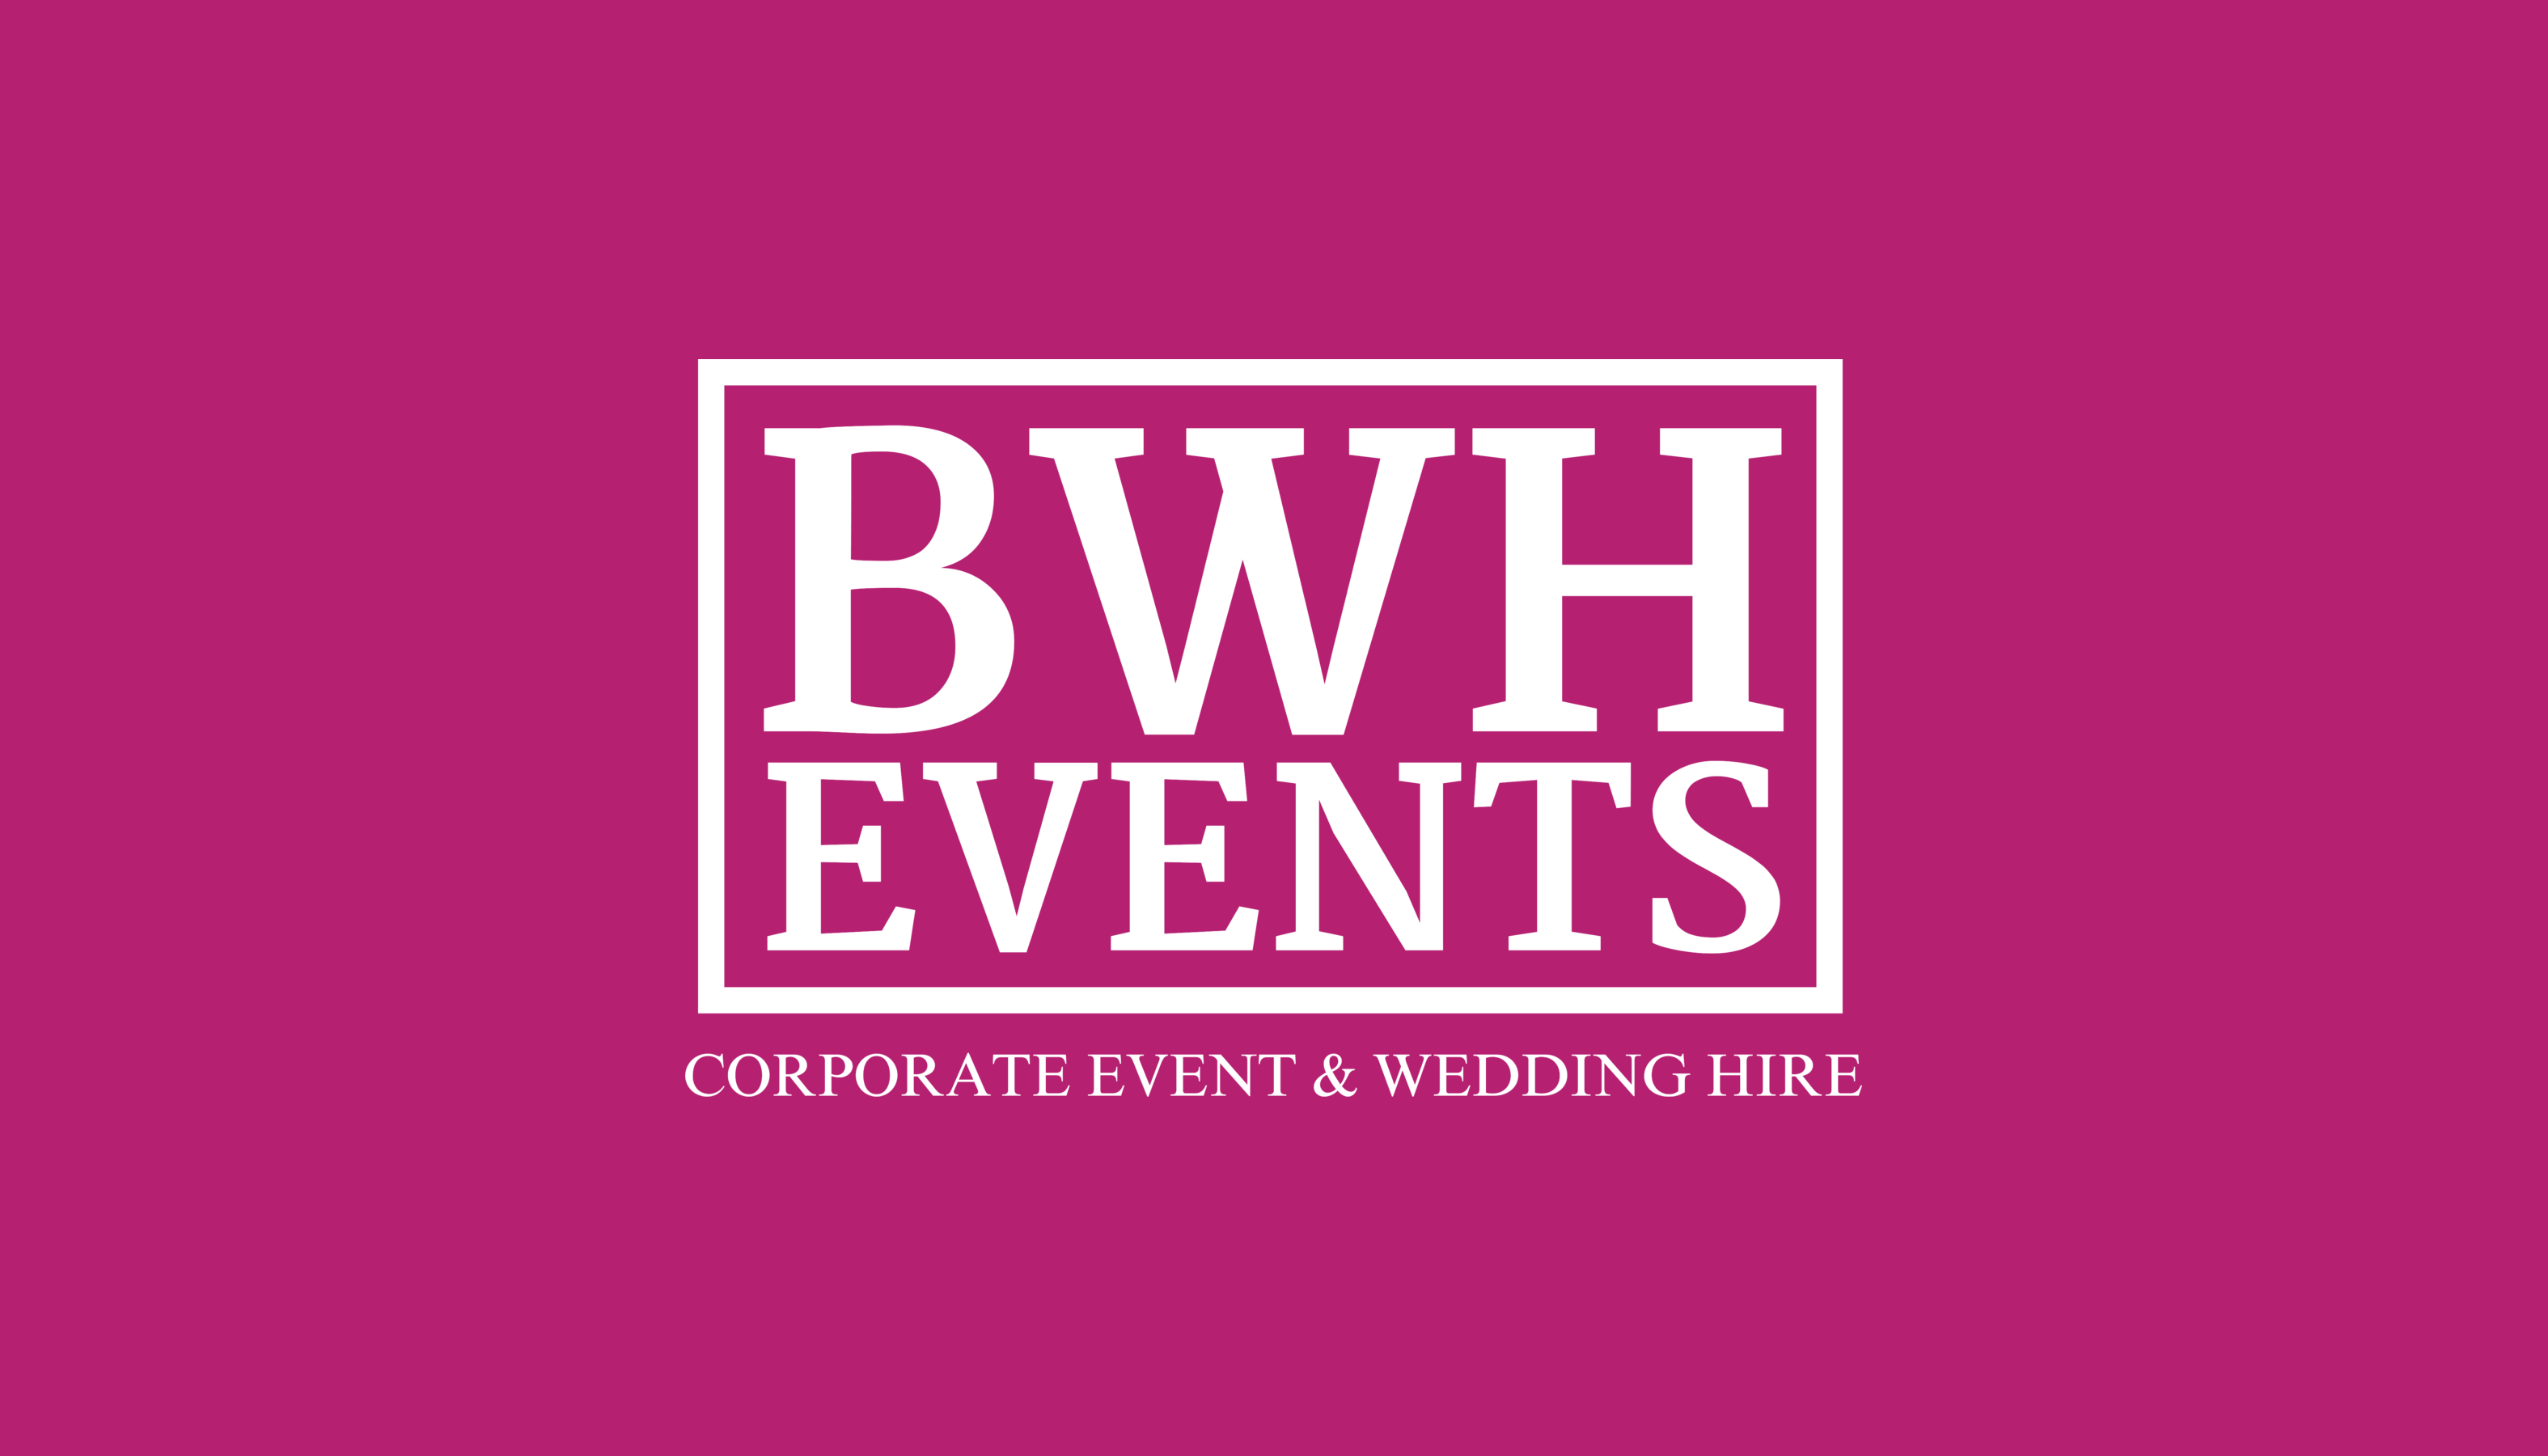 BWH
EVENTS
CORPORATE EVENT & WEDDING HIRE